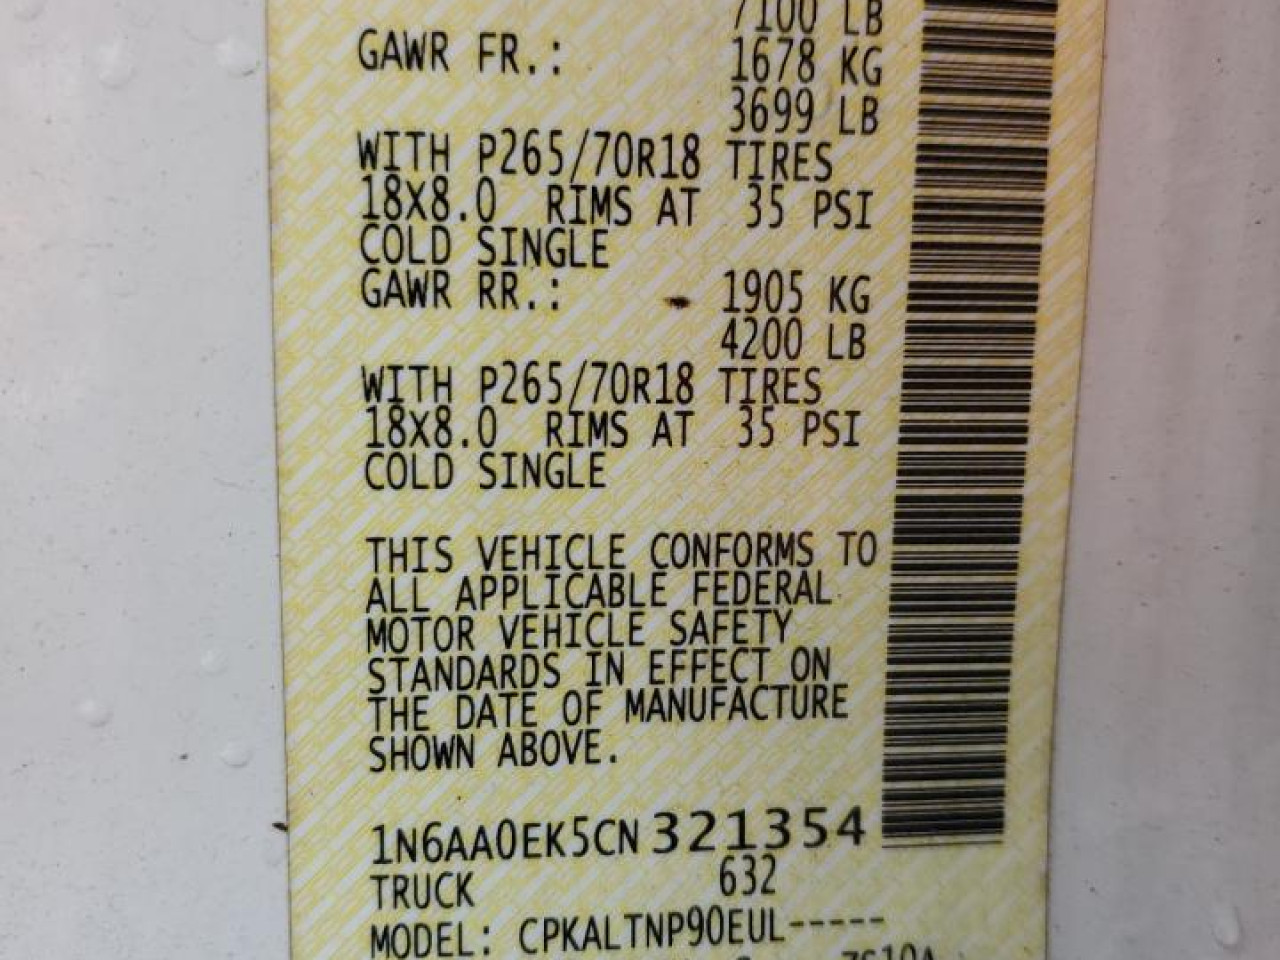 7100 LB
GAWR FR.: 1678 KG
3699 LB
WITH P265/70R18 TIRES
18X8.0 RIMS AT 35 PSI
COLD SINGLE
GAWR RR.: 1905 KG
4200 LB
WITH P265/70R18 TIRES
18X8.0 RIMS AT 35 PSI
COLD SINGLE
THIS VEHICLE CONFORMS TO
ALL APPLICABLE FEDERAL
MOTOR VEHICLE SAFETY
STANDARDS IN EFFECT ON
THE DATE OF MANUFACTURE
SHOWN ABOVE.
1N6AA0EK5CN321354
TRUCK 632
MODEL: CPKALTNP90EUL-----